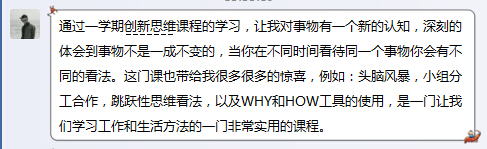 通过一学期创新思维课程的学习，让我对事物有一个新的认知，深刻的
体会到事物不是一成不变的，当你在不同时间看待同一个事物你会有不
同的看法。这门课也带给我很多很多的惊喜，例如：头脑风暴，小组分
工合作，跳跃性思维看法，以及WHY和HOW工具的使用，是一门让我
们学习工作和生活方法的一门非常实用的课程。